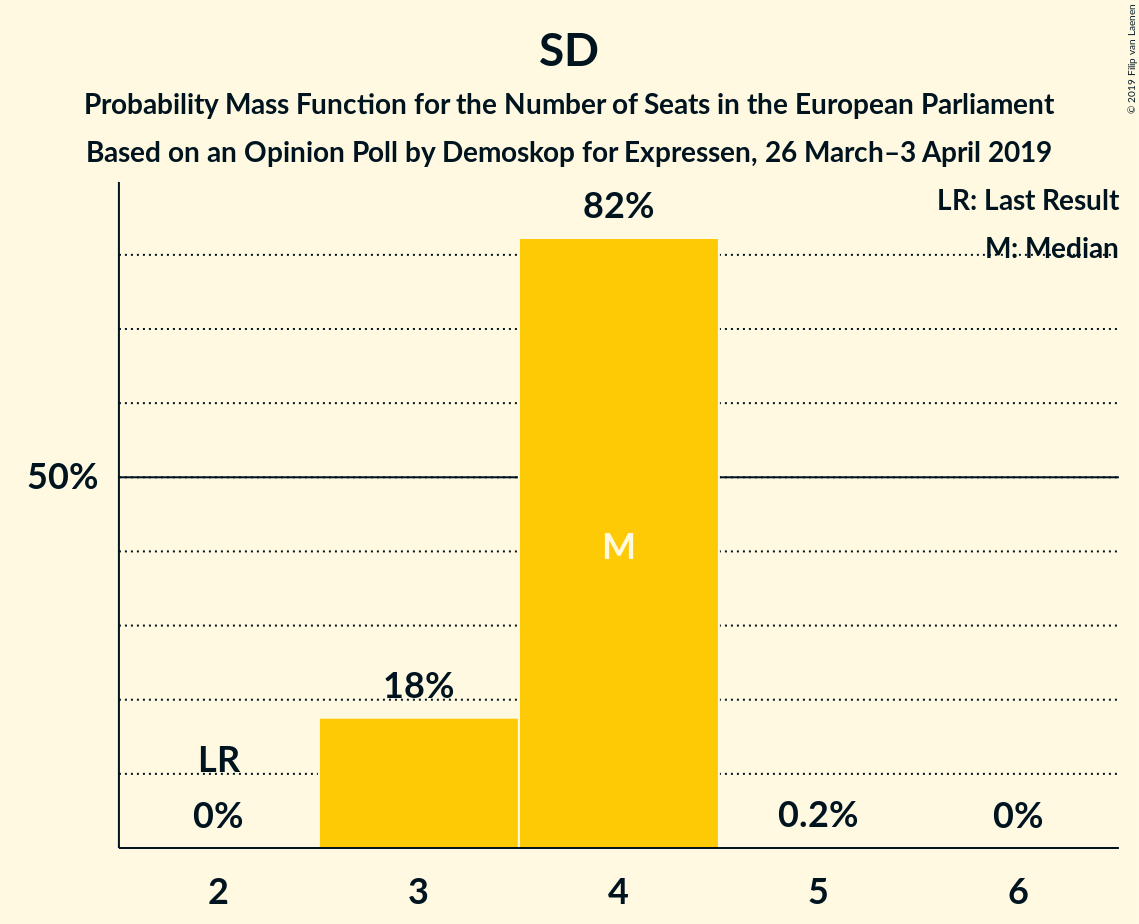 SD
Probability Mass Function for the Number of Seats in the European Parliament
Based on an Opinion Poll by Demoskop for Expressen, 26 March–3 April 2019
© 2019 Filip van Laenen
LR: Last Result
M: Median
82%
50%
M
18%
LR
0%
0.2%
0%
2
3
4
5
6